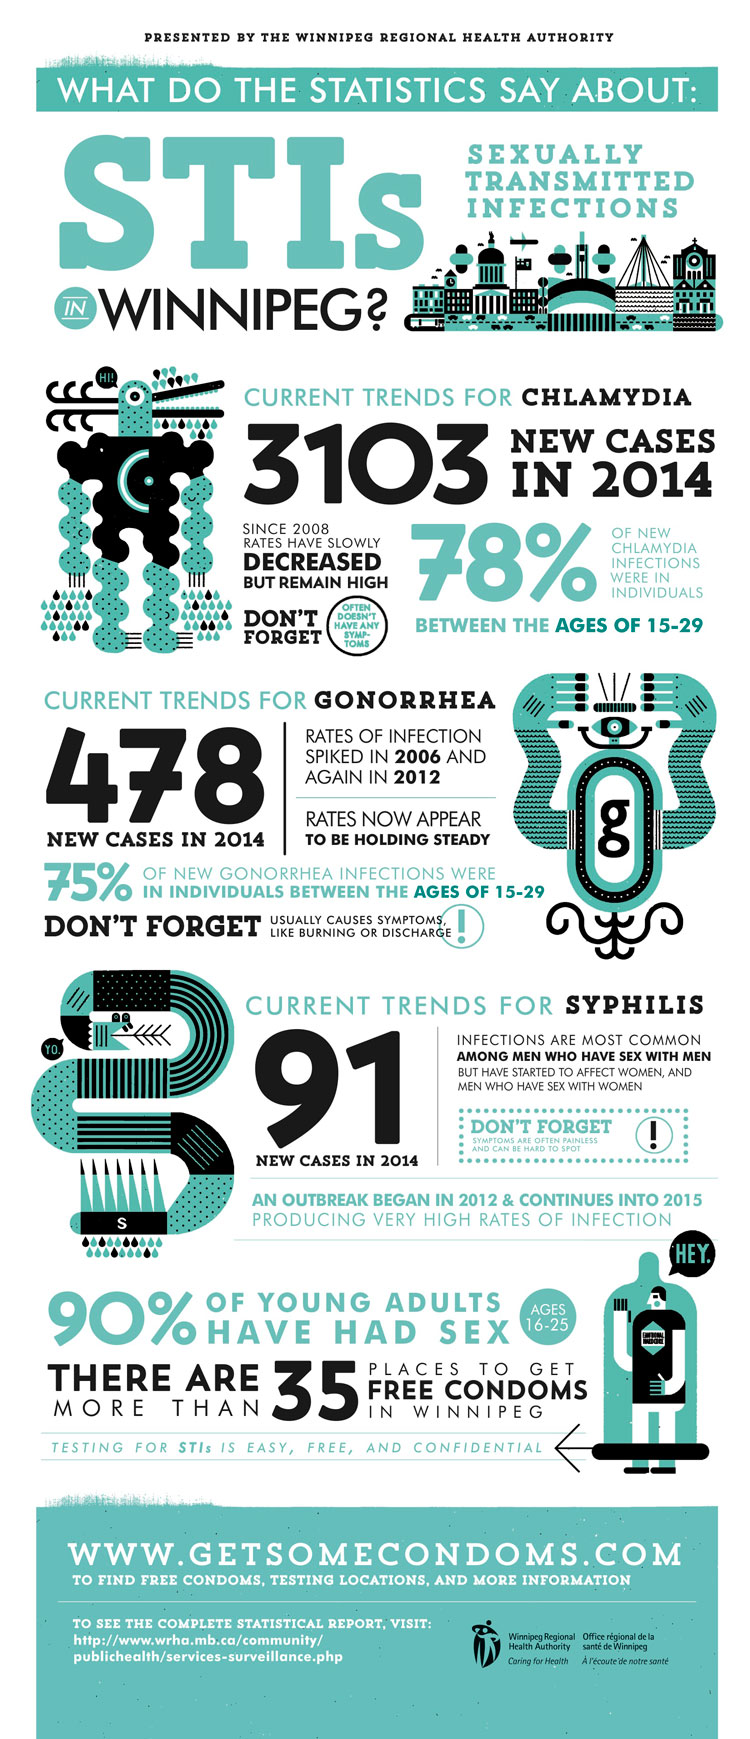 PRESENTED BY THE WINNIPEG REGIONAL HEALTH AUTHORITY
WHAT DO THE STATISTICS SAY ABOUT:
STIs
SEXUALLY
TRANSMITTED
INFECTIONS
IN WINNIPEG?
HI!
CURRENT TRENDS FOR CHLAMYDIA
3103
NEW CASES
IN 2014
SINCE 2008
RATES HAVE SLOWLY
DECREASED
BUT REMAIN HIGH
DON'T
FORGET
OFTEN
DOESN'T
HAVE ANY
SYMP-
TOMS
78%
OF NEW
CHLAMYDIA
INFECTIONS
WERE IN
INDIVIDUALS
BETWEEN THE AGES OF 15-29
CURRENT TRENDS FOR GONORRHEA
478
NEW CASES IN 2014
RATES OF INFECTION
SPIKED IN 2006 AND
AGAIN IN 2012
RATES NOW APPEAR
TO BE HOLDING STEADY
g
75%
OF NEW GONORRHEA INFECTIONS WERE
IN INDIVIDUALS BETWEEN THE AGES OF 15-29
DON'T FORGET
USUALLY CAUSES SYMPTOMS,
LIKE BURNING OR DISCHARGE
!
YO.
S
CURRENT TRENDS FOR SYPHILIS
91
NEW CASES IN 2014
INFECTIONS ARE MOST COMMON
AMONG MEN WHO HAVE SEX WITH MEN
BUT HAVE STARTED TO AFFECT WOMEN, AND
MEN WHO HAVE SEX WITH WOMEN
DON'T FORGET
SYMPTOMS ARE OFTEN PAINLESS
AND CAN BE HARD TO SPOT
!
AN OUTBREAK BEGAN IN 2012 & CONTINUES INTO 2015
PRODUCING VERY HIGH RATES OF INFECTION
HEY.
90%
OF YOUNG ADULTS
HAVE HAD SEX
AGES
16-25
THERE ARE
MORE THAN
35
PLACES TO GET
FREE CONDOMS
IN WINNIPEG
TESTING FOR STIs IS EASY, FREE, AND CONFIDENTIAL
WWW.GETSOMECONDOMS.COM
TO FIND FREE CONDOMS, TESTING LOCATIONS, AND MORE INFORMATION
TO SEE THE COMPLETE STATISTICAL REPORT, VISIT:
http://www.wrha.mb.ca/community/
publichealth/services-surveillance.php
Winnipeg Regional
Health Authority
Caring for Health
Office régional de la
santé de Winnipeg
À l'écoute de notre santé